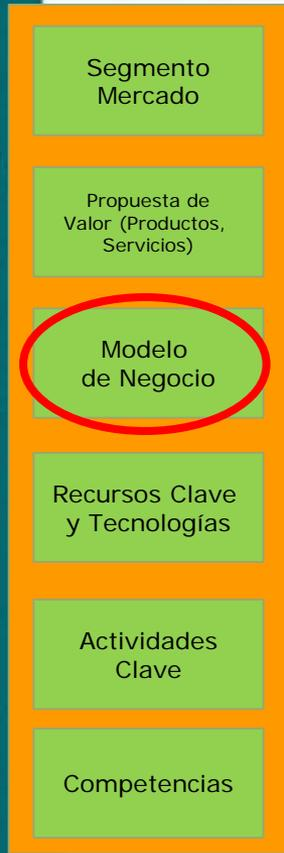 Segmento
Mercado
Propuesta de
Valor (Productos,
Servicios)
Modelo
de Negocio
Recursos Clave
y Tecnologías
Actividades
Clave
Competencias